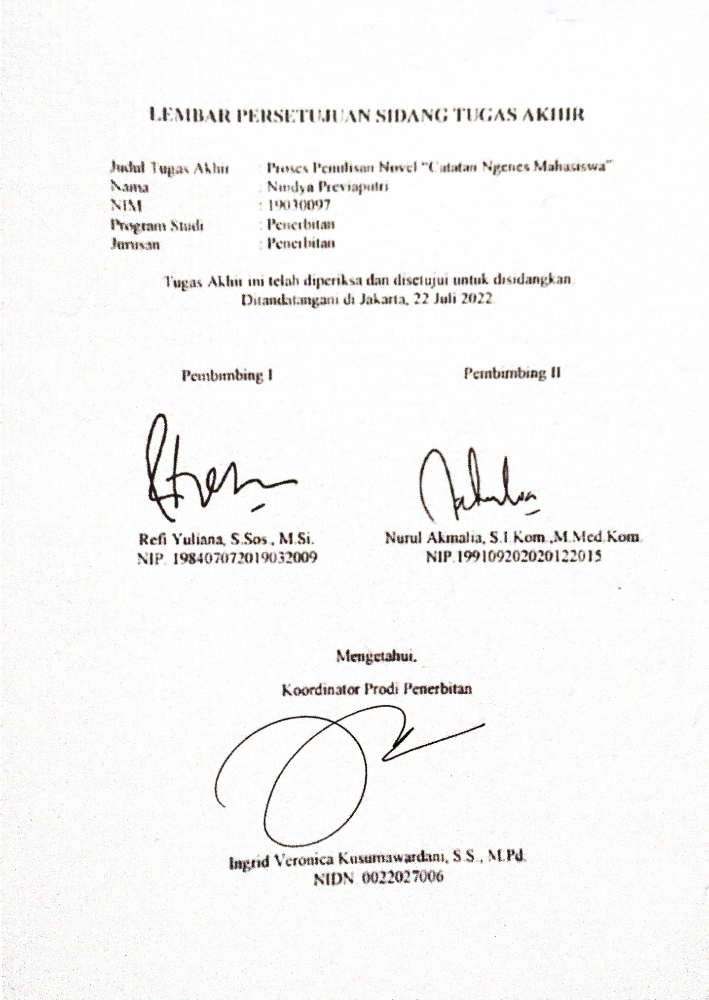 LEMBAR PERSETUJUAN SIDANG TUGAS AKHIR
Judul Tugas Akhir : Proses Penulisan Novel "Catatan Ngenes Mahasiswa"
Nama : Nindya Previaputri
NIM : 19030097
Program Studi : Penerbitan
Jurusan : Penerbitan
Tugas Akhir ini telah diperiksa dan disetujui untuk disidangkan.
Ditandatangani di Jakarta, 22 Juli 2022
Pembimbing I Pembimbing II
Refi Yuliana, S.Sos., M.Si. Nurul Akmalia, S.I.Kom.,M.Med.Kom.
NIP. 198407072019032009 NIP.199109202020122015
Mengetahui,
Koordinator Prodi Penerbitan
Ingrid Veronica Kusumawardani, S.S., M.Pd.
NIDN. 0022027006